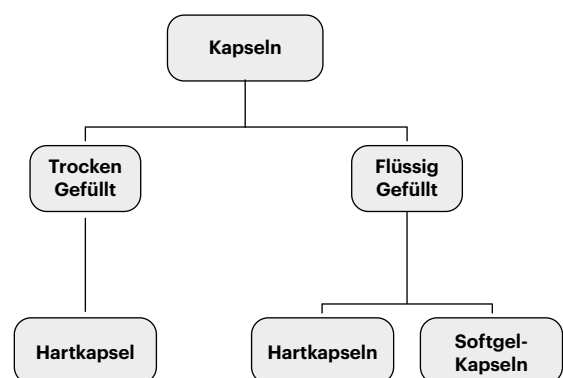 Kapseln
Trocken
Gefüllt
Flüssig
Gefüllt
Hartkapsel
Hartkapseln
Softgel-
Kapseln